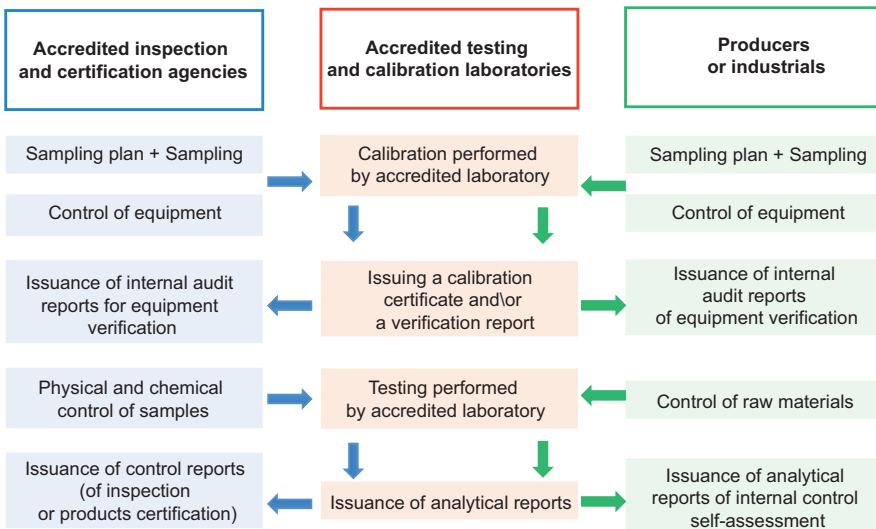 Accredited inspection
and certification agencies
Accredited testing
and calibration laboratories
Producers
or industrials
Sampling plan + Sampling
Calibration performed
by accredited laboratory
Sampling plan + Sampling
Control of equipment
Control of equipment
Issuance of internal audit
reports for equipment
verification
Issuing a calibration
certificate and\or
a verification report
Issuance of internal
audit reports
of equipment verification
Physical and chemical
control of samples
Testing performed
by accredited laboratory
Control of raw materials
Issuance of control reports
(of inspection
or products certification)
Issuance of analytical reports
Issuance of analytical
reports of internal control
self-assessment